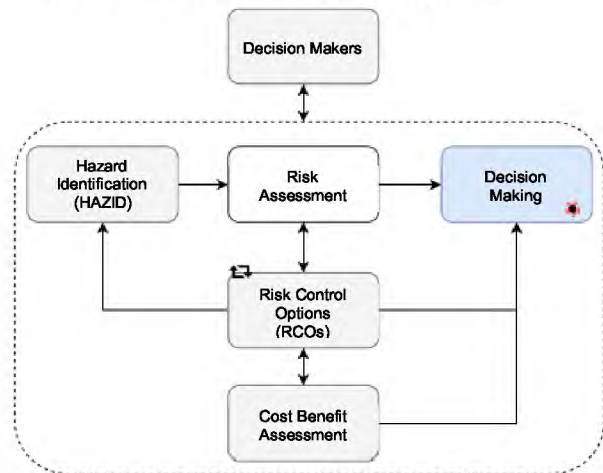 Decision Makers
Hazard
Identification
(HAZID)
Risk
Assessment
Decision
Making
Risk Control
Options
(RCOs)
Cost Benefit
Assessment